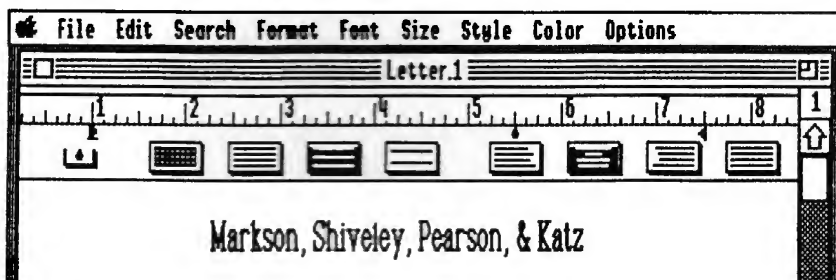 File Edit Search Format Font Size Style Color Options
Letter.1
1 2 3 4 5 6 7 8 1
Markson, Shiveley, Pearson, & Katz